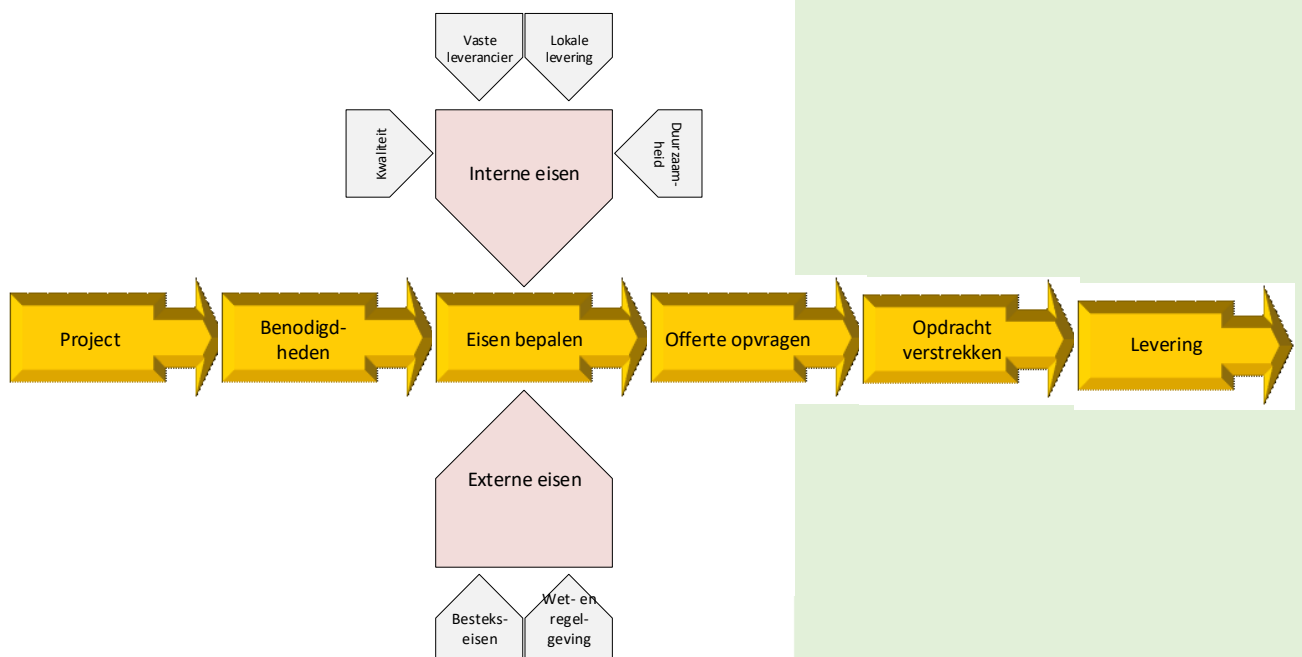 Vaste
leverancier
Lokale
levering
Kwaliteit
Interne eisen
Duurzaam-
heid
Project
Benodigd-
heden
Eisen bepalen
Offerte opvragen
Opdracht
verstrekken
Levering
Externe eisen
Besteks-
eisen
Wet- en
regel-
geving